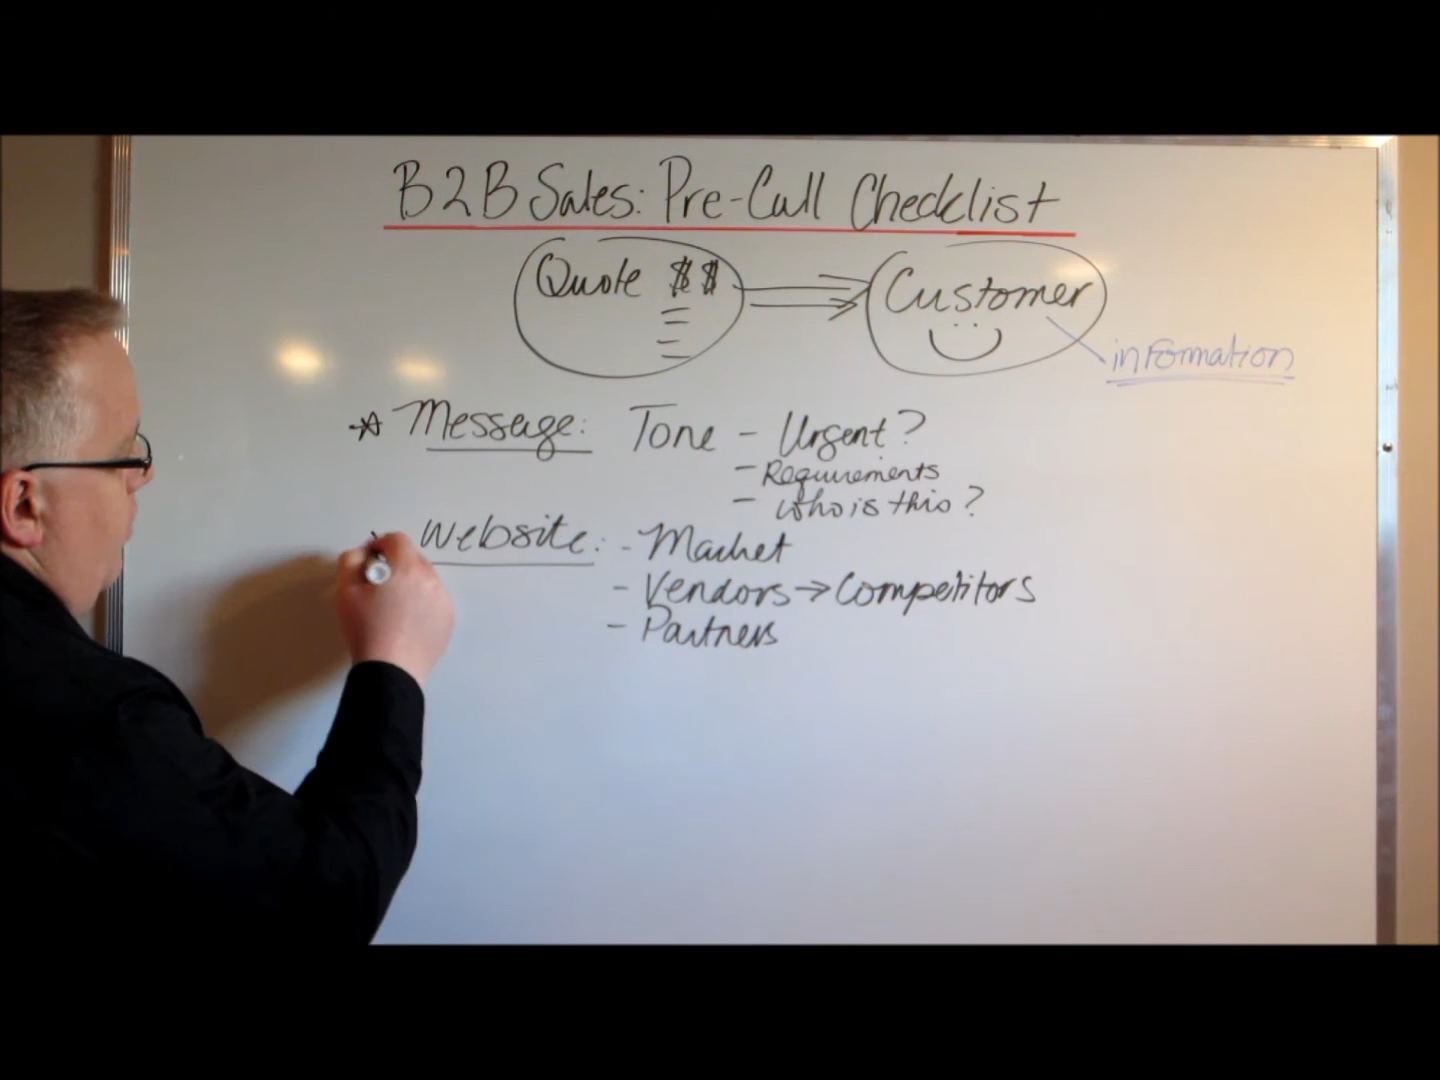 B2B Sales: Pre-Call Checklist
Quote $$
Customer
information
Message: Tone - Urgent?
- Requirements
- Who is this?
Website: - Market
- Vendors → Competitors
- Partners